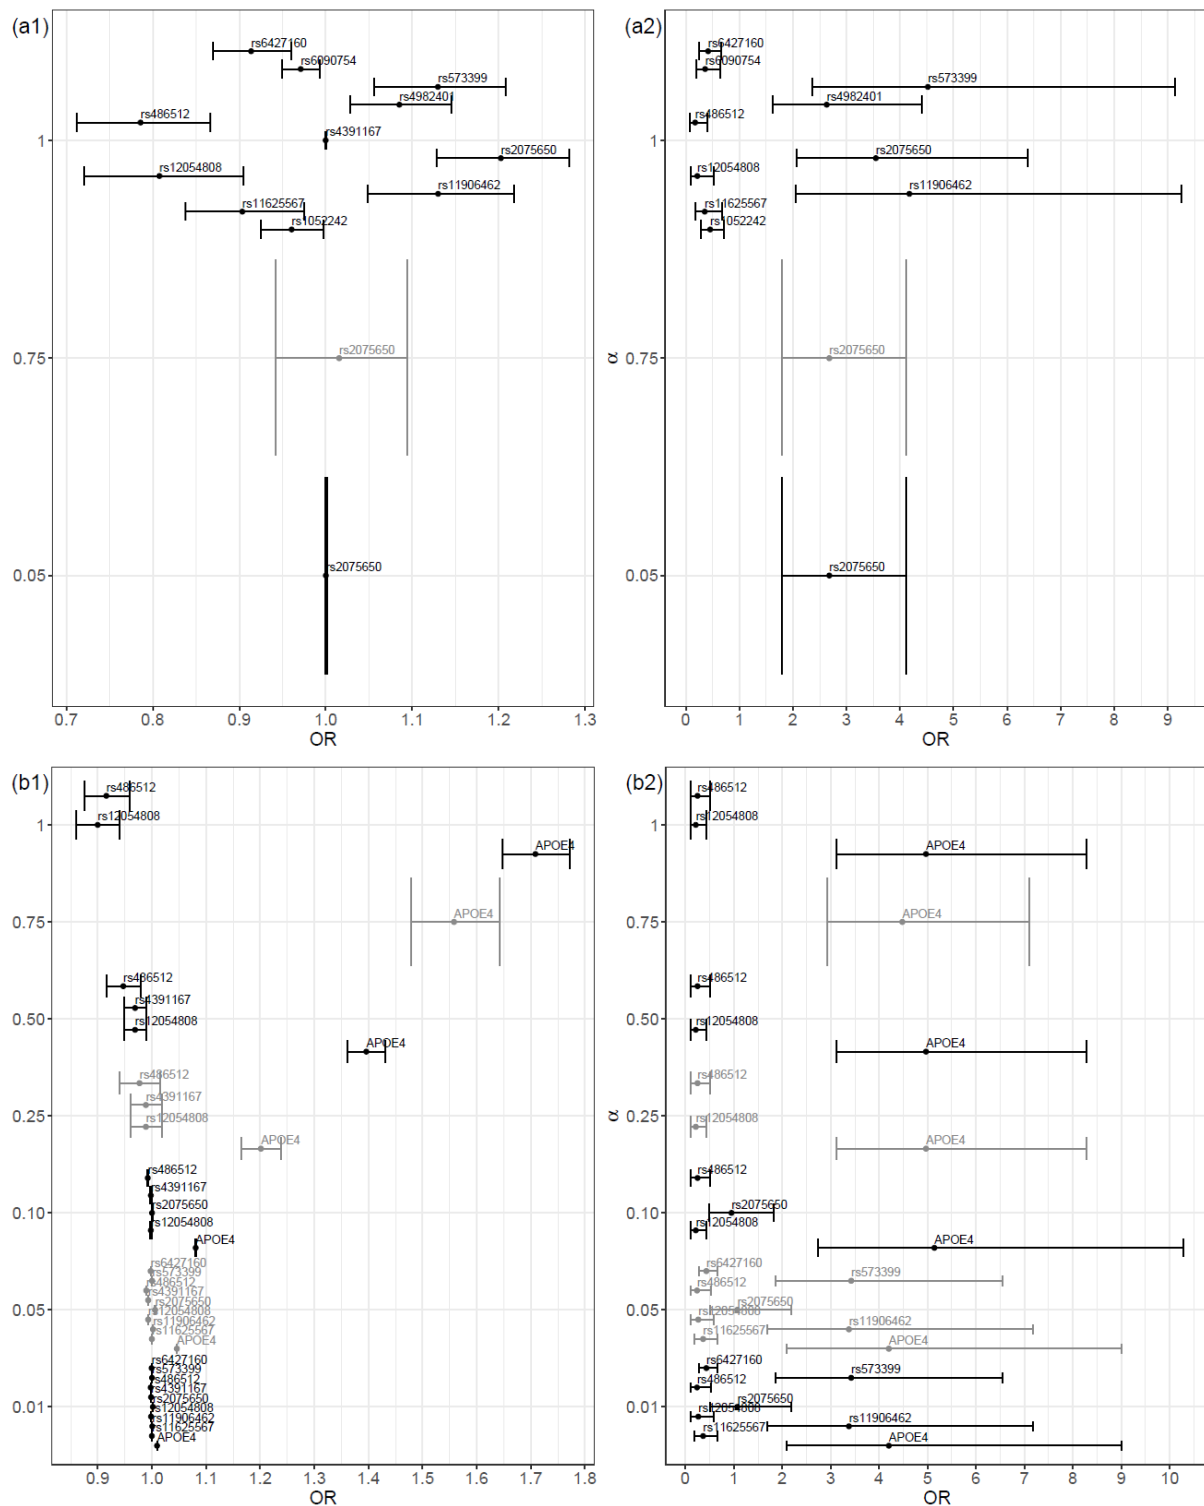 (a1)
rs6427160
rs6090754
rs573399
rs4982401
rs486512
rs4391167
1
rs2075650
rs12054808
rs11906462
rs11625567
rs1052242
0.75
rs2075650
0.05
rs2075650
0.7 0.8 0.9 1.0 1.1 1.2 1.3
OR
(a2)
rs6427160
rs6090754
rs573399
rs4982401
rs486512
1
rs2075650
rs12054808
rs11906462
rs11625567
rs1052242
α
0.75
rs2075650
0.05
rs2075650
0 1 2 3 4 5 6 7 8 9
OR
(b1)
rs486512
rs12054808
1
APOE4
0.75
APOE4
rs486512
rs4391167
0.50
rs12054808
APOE4
rs486512
rs4391167
0.25
rs12054808
APOE4
rs486512
rs4391167
0.10
rs2075650
rs12054808
APOE4
rs6427160
rs573399
rs486512
rs4391167
0.05
rs2075650
rs12054808
rs11906462
rs11625567
APOE4
rs6427160
rs573399
rs486512
rs4391167
0.01
rs2075650
rs12054808
rs11906462
rs11625567
APOE4
0.9 1.0 1.1 1.2 1.3 1.4 1.5 1.6 1.7 1.8
OR
(b2)
rs486512
rs12054808
1
APOE4
0.75
APOE4
rs486512
0.50
rs12054808
APOE4
rs486512
α
0.25
rs12054808
APOE4
rs486512
0.10
rs2075650
rs12054808
APOE4
rs6427160
rs573399
rs486512
0.05
rs2075650
rs12054808
rs11906462
rs11625567
APOE4
rs6427160
rs573399
rs486512
0.01
rs2075650
rs12054808
rs11906462
rs11625567
APOE4
0 1 2 3 4 5 6 7 8 9 10
OR